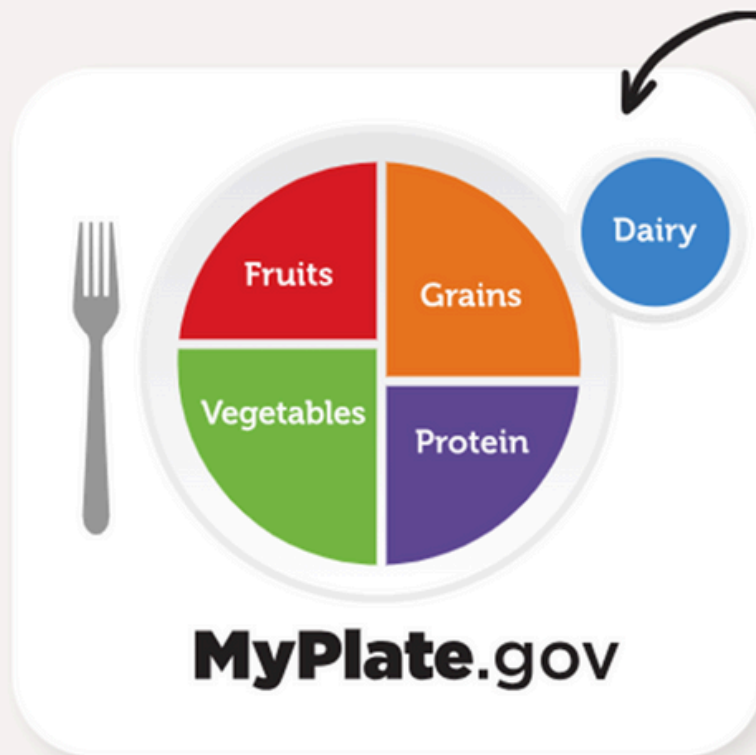 Dairy
Fruits
Grains
Vegetables
Protein
MyPlate.gov